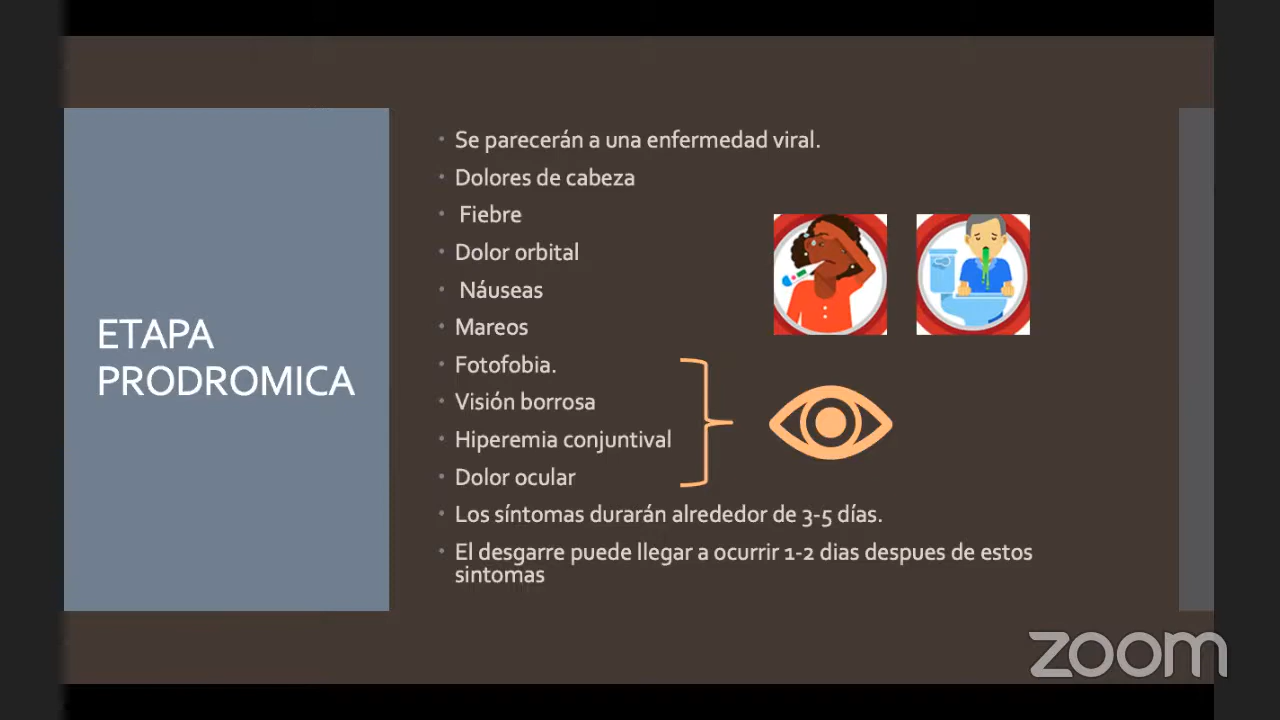 ETAPA
PRODROMICA
• Se parecerán a una enfermedad viral.
• Dolores de cabeza
• Fiebre
• Dolor orbital
• Náuseas
• Mareos
• Fotofobia.
• Visión borrosa
• Hiperemia conjuntival
• Dolor ocular
• Los síntomas durarán alrededor de 3-5 días.
• El desgarre puede llegar a ocurrir 1-2 dias despues de estos
sintomas
zoom